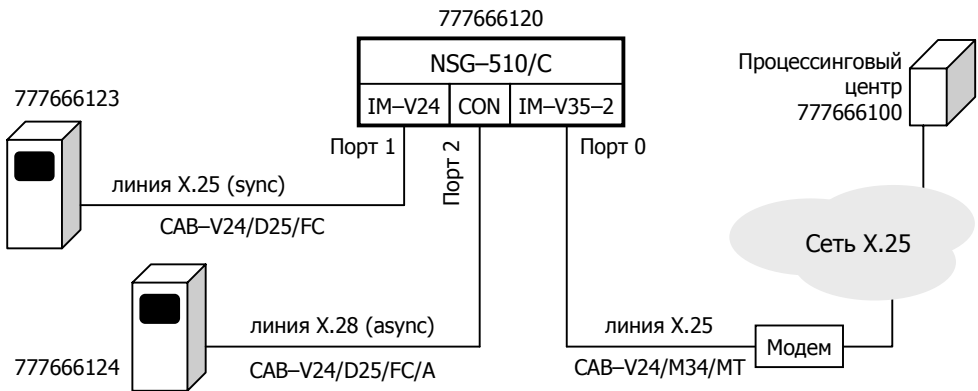 777666120
NSG–510/C
IM–V24
CON
IM–V35–2
Порт 1
Порт 2
Порт 0
Процессинговый
центр
777666100
777666123
линия X.25 (sync)
CAB–V24/D25/FC
Сеть X.25
777666124
линия X.28 (async)
CAB–V24/D25/FC/A
линия X.25
CAB–V24/M34/MT
Модем